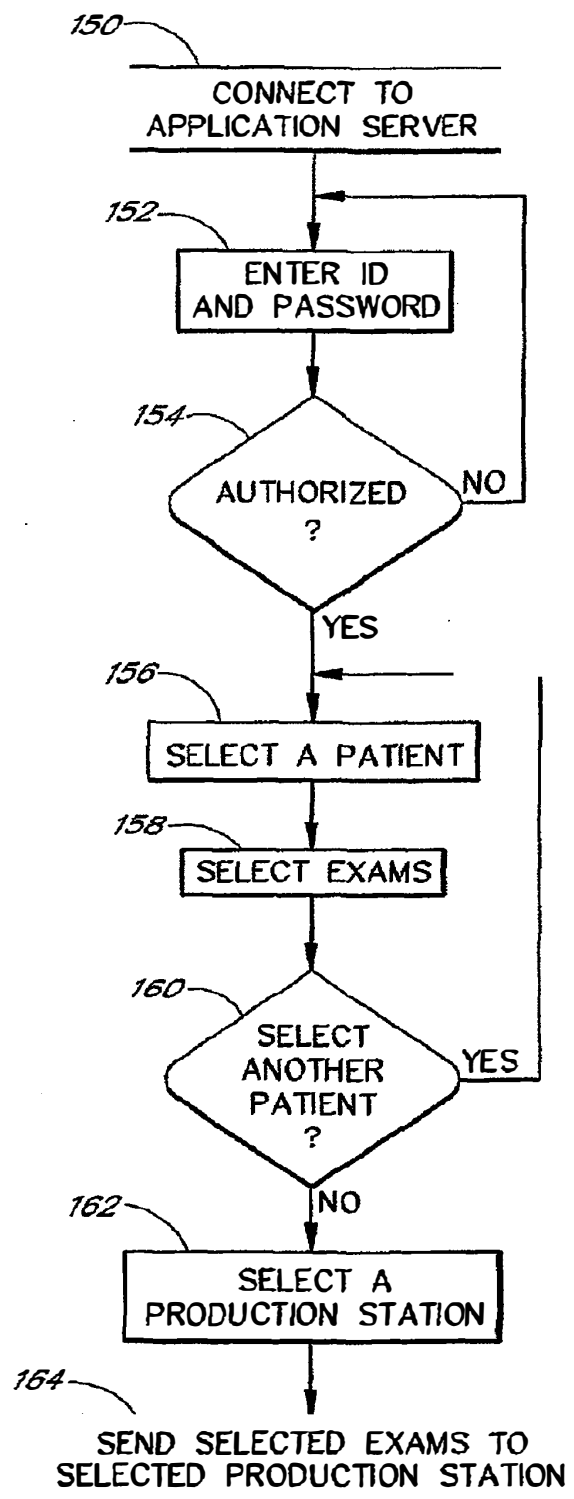 150
CONNECT TO
APPLICATION SERVER
152
ENTER ID
AND PASSWORD
154
AUTHORIZED
?
NO
YES
156
SELECT A PATIENT
158
SELECT EXAMS
160
SELECT
ANOTHER
PATIENT
?
YES
NO
162
SELECT A
PRODUCTION STATION
164
SEND SELECTED EXAMS TO
SELECTED PRODUCTION STATION